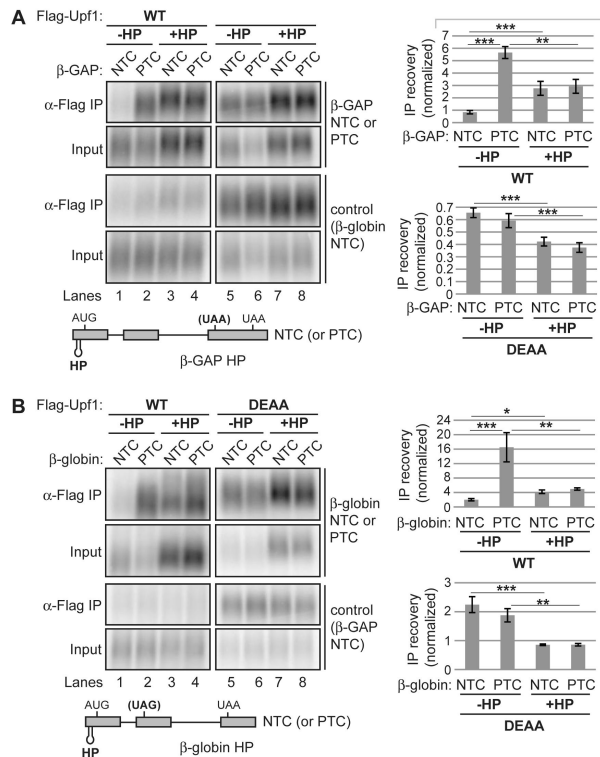 A
Flag-Upf1: WT
-HP +HP -HP +HP
β-GAP: NTC PTC NTC PTC NTC PTC NTC PTC
α-Flag IP
Input
β-GAP
NTC or
PTC
α-Flag IP
Input
control
(β-globin
NTC)
Lanes 1 2 3 4 5 6 7 8
AUG (UAA) UAA
NTC (or PTC)
HP
β-GAP HP
IP recovery
(normalized)
7
6
5
4
3
2
1
0
***
*** **
β-GAP: NTC PTC NTC PTC
-HP +HP
WT
IP recovery
(normalized)
0.7
0.6
0.5
0.4
0.3
0.2
0.1
0
***
***
β-GAP: NTC PTC NTC PTC
-HP +HP
DEAA
B
Flag-Upf1: WT DEAA
-HP +HP -HP +HP
β-globin: NTC PTC NTC PTC NTC PTC NTC PTC
α-Flag IP
Input
β-globin
NTC or
PTC
α-Flag IP
Input
control
(β-GAP
NTC)
Lanes 1 2 3 4 5 6 7 8
AUG (UAG) UAA
NTC (or PTC)
HP
β-globin HP
IP recovery
(normalized)
24
20
16
12
8
4
0
*
*** **
β-globin: NTC PTC NTC PTC
-HP +HP
WT
IP recovery
(normalized)
3
2
1
0
***
**
β-globin: NTC PTC NTC PTC
-HP +HP
DEAA